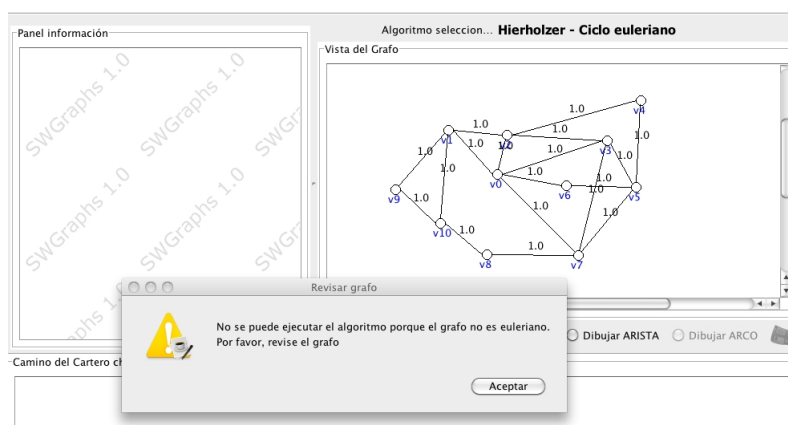 Algoritmo seleccion... Hierholzer - Ciclo euleriano
Panel información
Vista del Grafo
SWGraphs 1.0
SWGraphs 1.0
SWGr
SWGraphs 1.0
SWGraphs 1.0
SWGr
phs 1.0
v4
1.0
1.0
v1
1.0
v2
1.0
v3
1.0
1.0
1.0
1.0
1.0
1.0
v0
1.0
v6
1.0
1.0
v5
v9
1.0
1.0
1.0
v10
1.0
1.0
v8
v7
Revisar grafo
No se puede ejecutar el algoritmo porque el grafo no es euleriano.
Por favor, revise el grafo
Aceptar
Dibujar ARISTA
Dibujar ARCO
Camino del Cartero ch